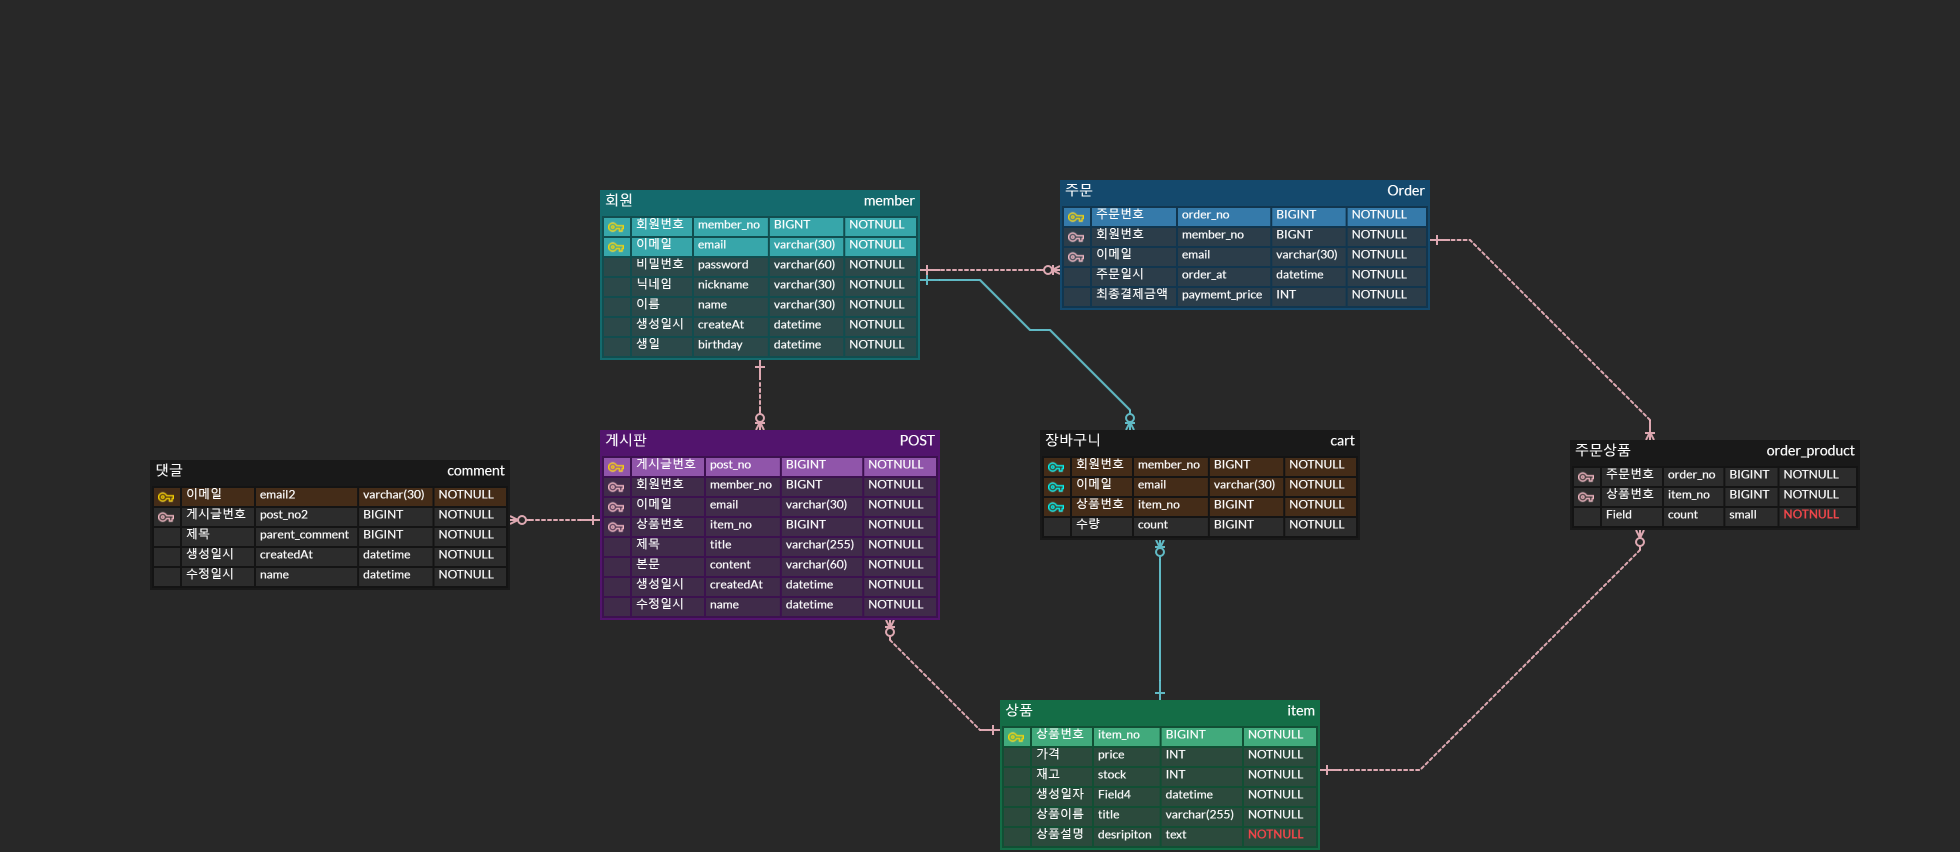 회원 member
회원번호 member_no BIGNT NOTNULL
이메일 email varchar(30) NOTNULL
비밀번호 password varchar(60) NOTNULL
닉네임 nickname varchar(30) NOTNULL
이름 name varchar(30) NOTNULL
생성일시 createAt datetime NOTNULL
생일 birthday datetime NOTNULL
주문 Order
주문번호 order_no BIGINT NOTNULL
회원번호 member_no BIGNT NOTNULL
이메일 email varchar(30) NOTNULL
주문일시 order_at datetime NOTNULL
최종결제금액 paymemt_price INT NOTNULL
댓글 comment
이메일 email2 varchar(30) NOTNULL
게시글번호 post_no2 BIGINT NOTNULL
제목 parent_comment BIGINT NOTNULL
생성일시 createdAt datetime NOTNULL
수정일시 name datetime NOTNULL
게시판 POST
게시글번호 post_no BIGINT NOTNULL
회원번호 member_no BIGNT NOTNULL
이메일 email varchar(30) NOTNULL
상품번호 item_no BIGINT NOTNULL
제목 title varchar(255) NOTNULL
본문 content varchar(60) NOTNULL
생성일시 createdAt datetime NOTNULL
수정일시 name datetime NOTNULL
장바구니 cart
회원번호 member_no BIGNT NOTNULL
이메일 email varchar(30) NOTNULL
상품번호 item_no BIGINT NOTNULL
수량 count BIGINT NOTNULL
주문상품 order_product
주문번호 order_no BIGINT NOTNULL
상품번호 item_no BIGINT NOTNULL
Field count small NOTNULL
상품 item
상품번호 item_no BIGINT NOTNULL
가격 price INT NOTNULL
재고 stock INT NOTNULL
생성일자 Field4 datetime NOTNULL
상품이름 title varchar(255) NOTNULL
상품설명 desripiton text NOTNULL